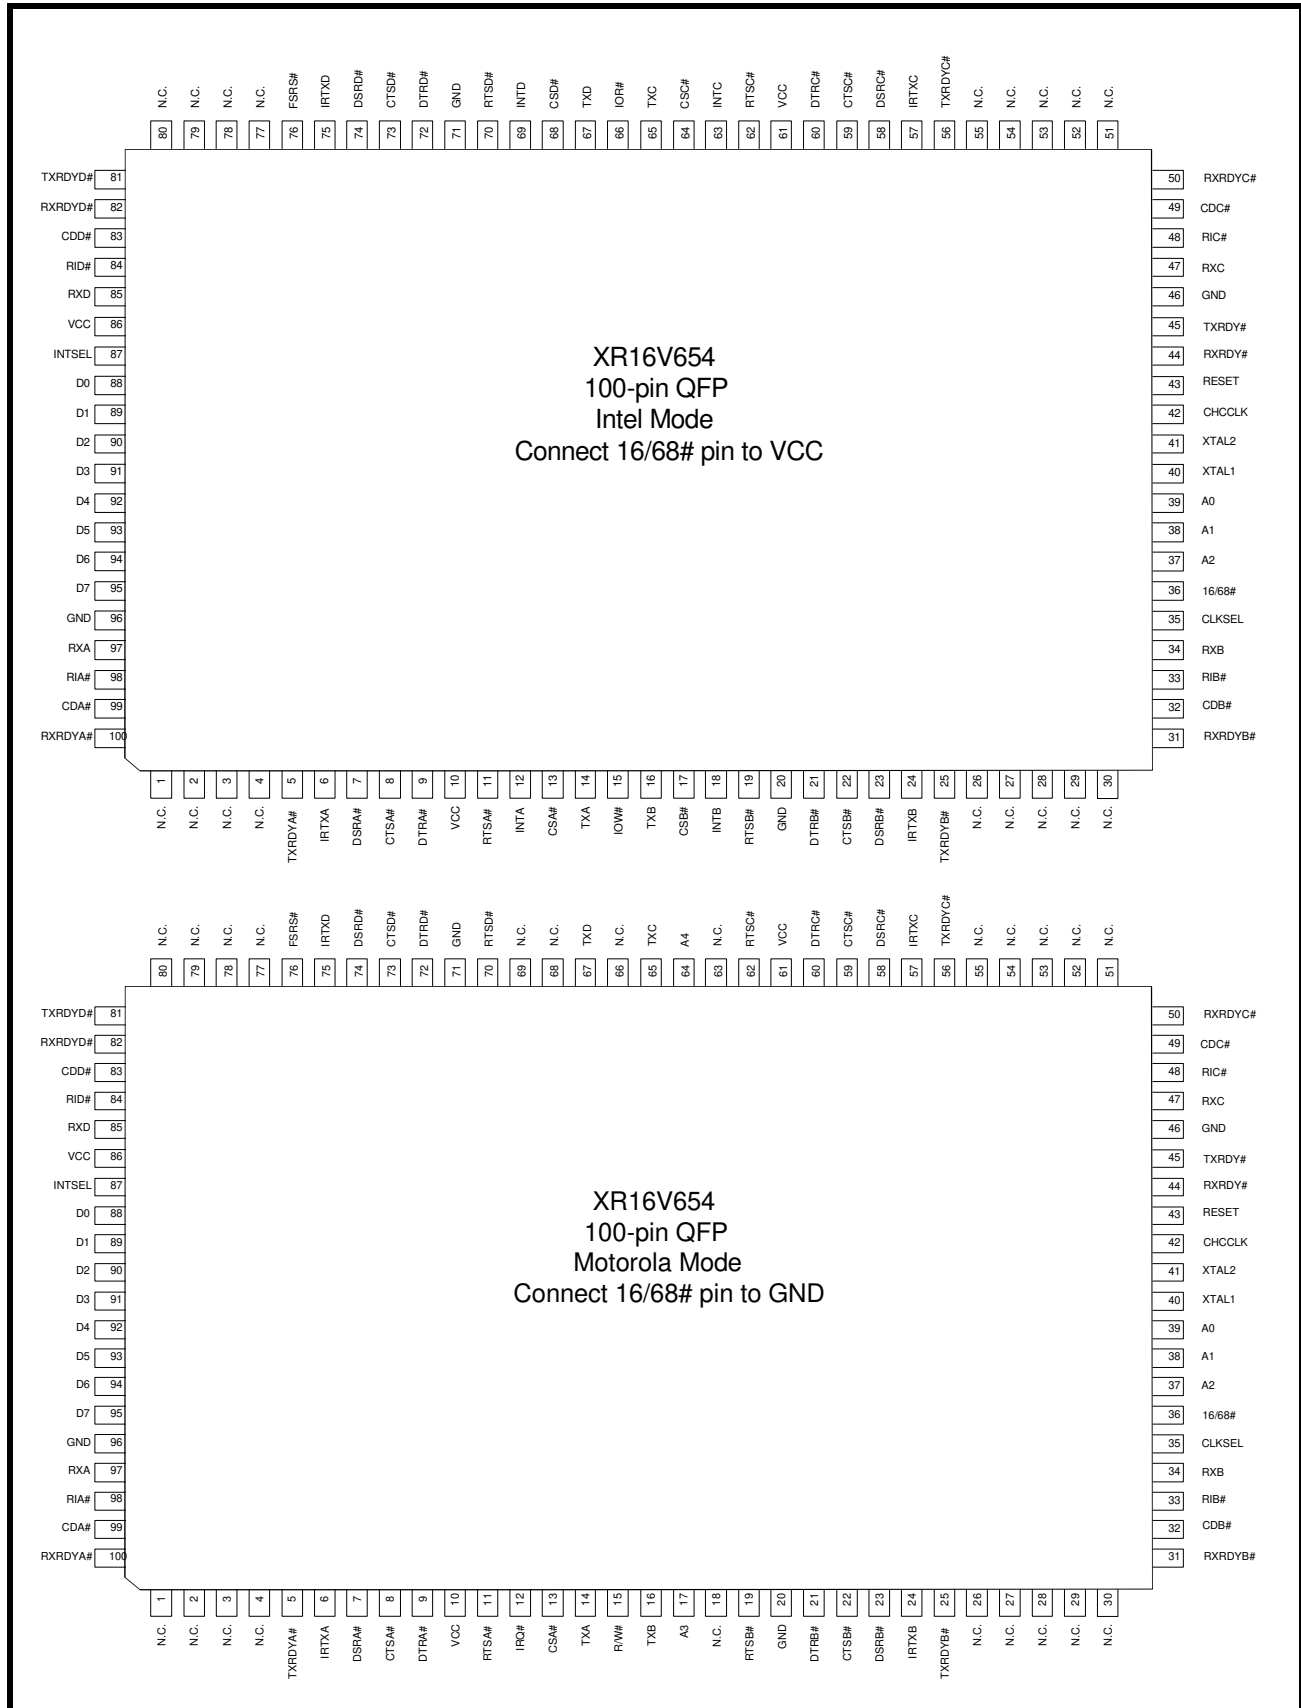 N.C. N.C. N.C. N.C. FSRS# IRTXD DSRD# CTSD# DTRD# GND RTSD# INTD CSD# TXD IOR# TXC CSC# INTC RTSC# VCC DTRC# CTSC# DSRC# IRTXC TXRDYC# N.C. N.C. N.C. N.C. N.C.
80 79 78 77 76 75 74 73 72 71 70 69 68 67 66 65 64 63 62 61 60 59 58 57 56 55 54 53 52 51
TXRDYD# 81
RXRDYD# 82
CDD# 83
RID# 84
RXD 85
VCC 86
INTSEL 87
D0 88
D1 89
D2 90
D3 91
D4 92
D5 93
D6 94
D7 95
GND 96
RXA 97
RIA# 98
CDA# 99
RXRDYA# 100
XR16V654
100-pin QFP
Intel Mode
Connect 16/68# pin to VCC
50 RXRDYC#
49 CDC#
48 RIC#
47 RXC
46 GND
45 TXRDY#
44 RXRDY#
43 RESET
42 CHCCLK
41 XTAL2
40 XTAL1
39 A0
38 A1
37 A2
36 16/68#
35 CLKSEL
34 RXB
33 RIB#
32 CDB#
31 RXRDYB#
1 2 3 4 5 6 7 8 9 10 11 12 13 14 15 16 17 18 19 20 21 22 23 24 25 26 27 28 29 30
N.C. N.C. N.C. N.C. TXRDYA# IRTXA DSRA# CTSA# DTRA# VCC RTSA# INTA CSA# TXA IOW# TXB CSB# INTB RTSB# GND DTRB# CTSB# DSRB# IRTXB TXRDYB# N.C. N.C. N.C. N.C. N.C.
N.C. N.C. N.C. N.C. FSRS# IRTXD DSRD# CTSD# DTRD# GND RTSD# N.C. N.C. TXD N.C. TXC A4 N.C. RTSC# VCC DTRC# CTSC# DSRC# IRTXC TXRDYC# N.C. N.C. N.C. N.C. N.C.
80 79 78 77 76 75 74 73 72 71 70 69 68 67 66 65 64 63 62 61 60 59 58 57 56 55 54 53 52 51
TXRDYD# 81
RXRDYD# 82
CDD# 83
RID# 84
RXD 85
VCC 86
INTSEL 87
D0 88
D1 89
D2 90
D3 91
D4 92
D5 93
D6 94
D7 95
GND 96
RXA 97
RIA# 98
CDA# 99
RXRDYA# 100
XR16V654
100-pin QFP
Motorola Mode
Connect 16/68# pin to GND
50 RXRDYC#
49 CDC#
48 RIC#
47 RXC
46 GND
45 TXRDY#
44 RXRDY#
43 RESET
42 CHCCLK
41 XTAL2
40 XTAL1
39 A0
38 A1
37 A2
36 16/68#
35 CLKSEL
34 RXB
33 RIB#
32 CDB#
31 RXRDYB#
1 2 3 4 5 6 7 8 9 10 11 12 13 14 15 16 17 18 19 20 21 22 23 24 25 26 27 28 29 30
N.C. N.C. N.C. N.C. TXRDYA# IRTXA DSRA# CTSA# DTRA# VCC RTSA# IRQ# CSA# TXA R/W# TXB A3 N.C. RTSB# GND DTRB# CTSB# DSRB# IRTXB TXRDYB# N.C. N.C. N.C. N.C. N.C.